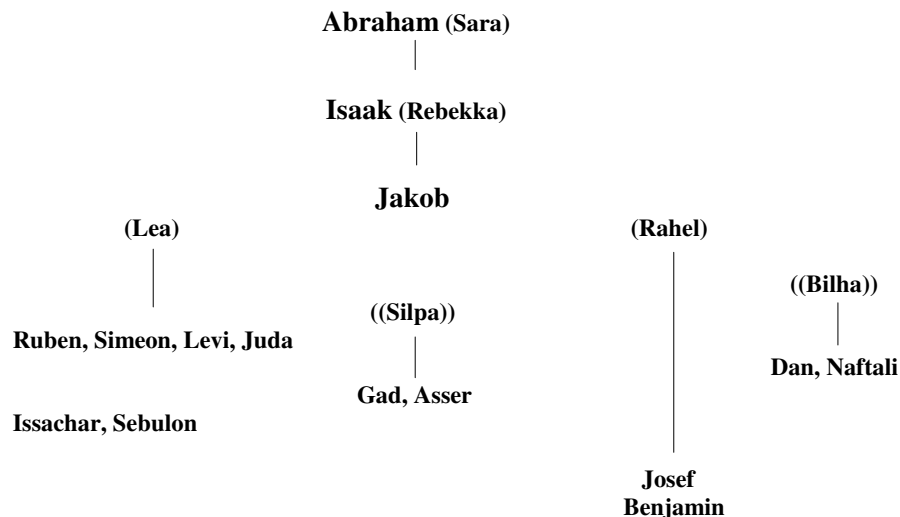 Abraham (Sara)
Isaak (Rebekka)
Jakob
(Lea)
(Rahel)
((Bilha))
((Silpa))
Ruben, Simeon, Levi, Juda
Dan, Naftali
Gad, Asser
Issachar, Sebulon
Josef
Benjamin